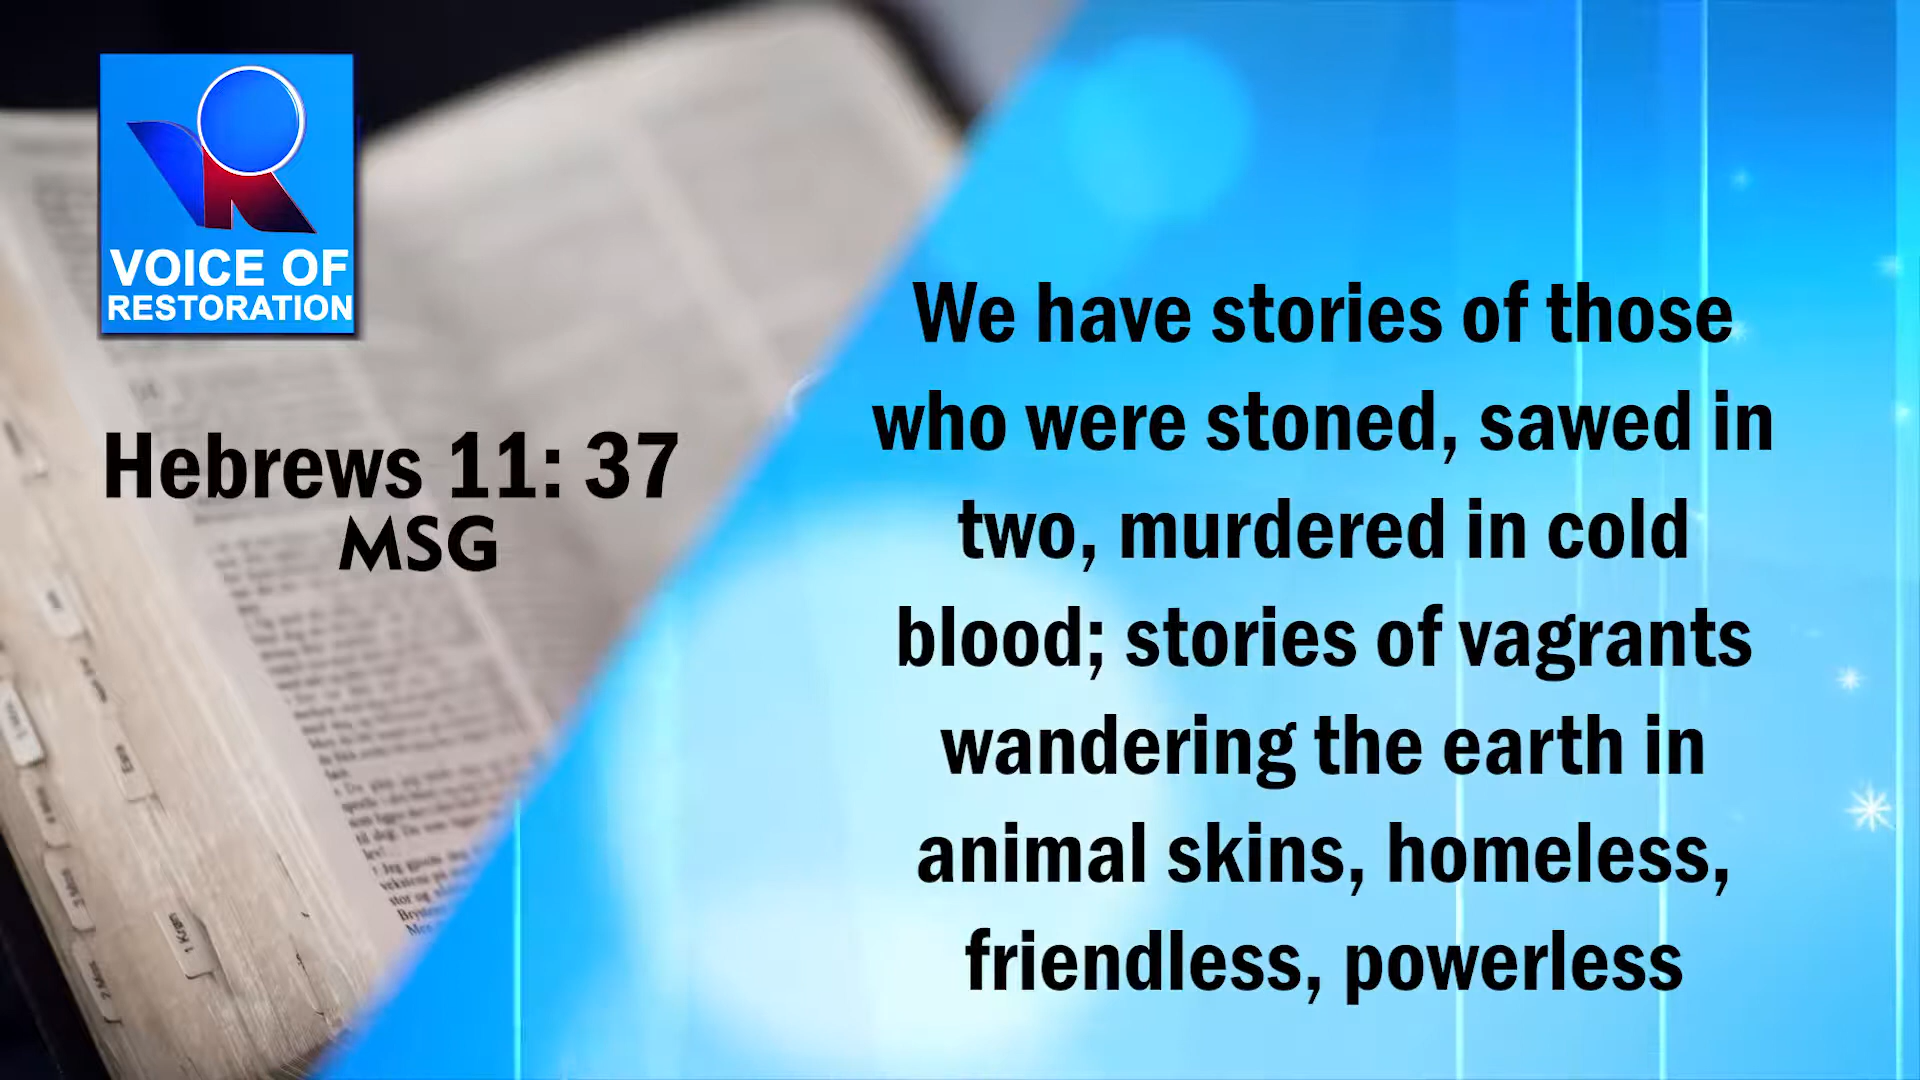 VOICE OF
RESTORATION
Hebrews 11: 37
MSG
We have stories of those
who were stoned, sawed in
two, murdered in cold
blood; stories of vagrants
wandering the earth in
animal skins, homeless,
friendless, powerless